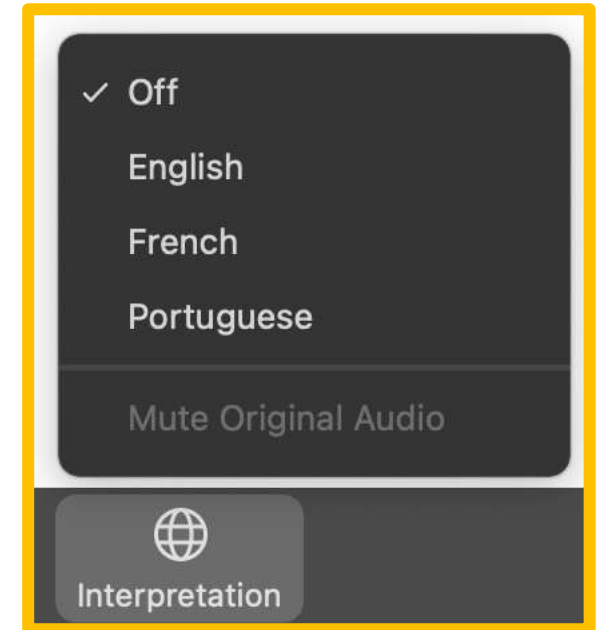 ✓ Off
English
French
Portuguese
Mute Original Audio
Interpretation